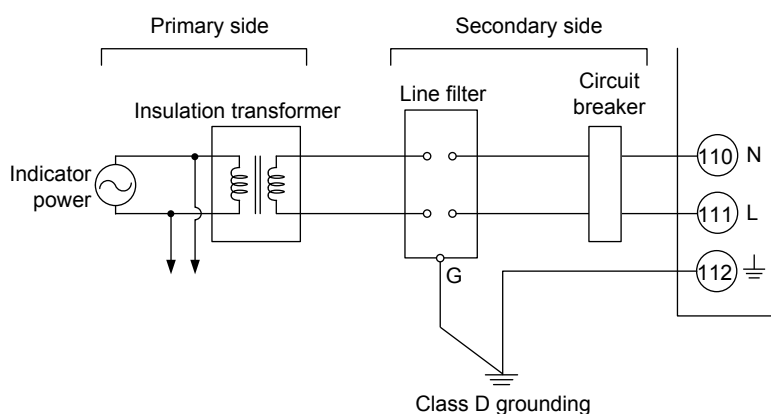 Primary side
Secondary side
Insulation transformer
Line filter
Circuit
breaker
Indicator
power
110 N
111 L
112
G
Class D grounding